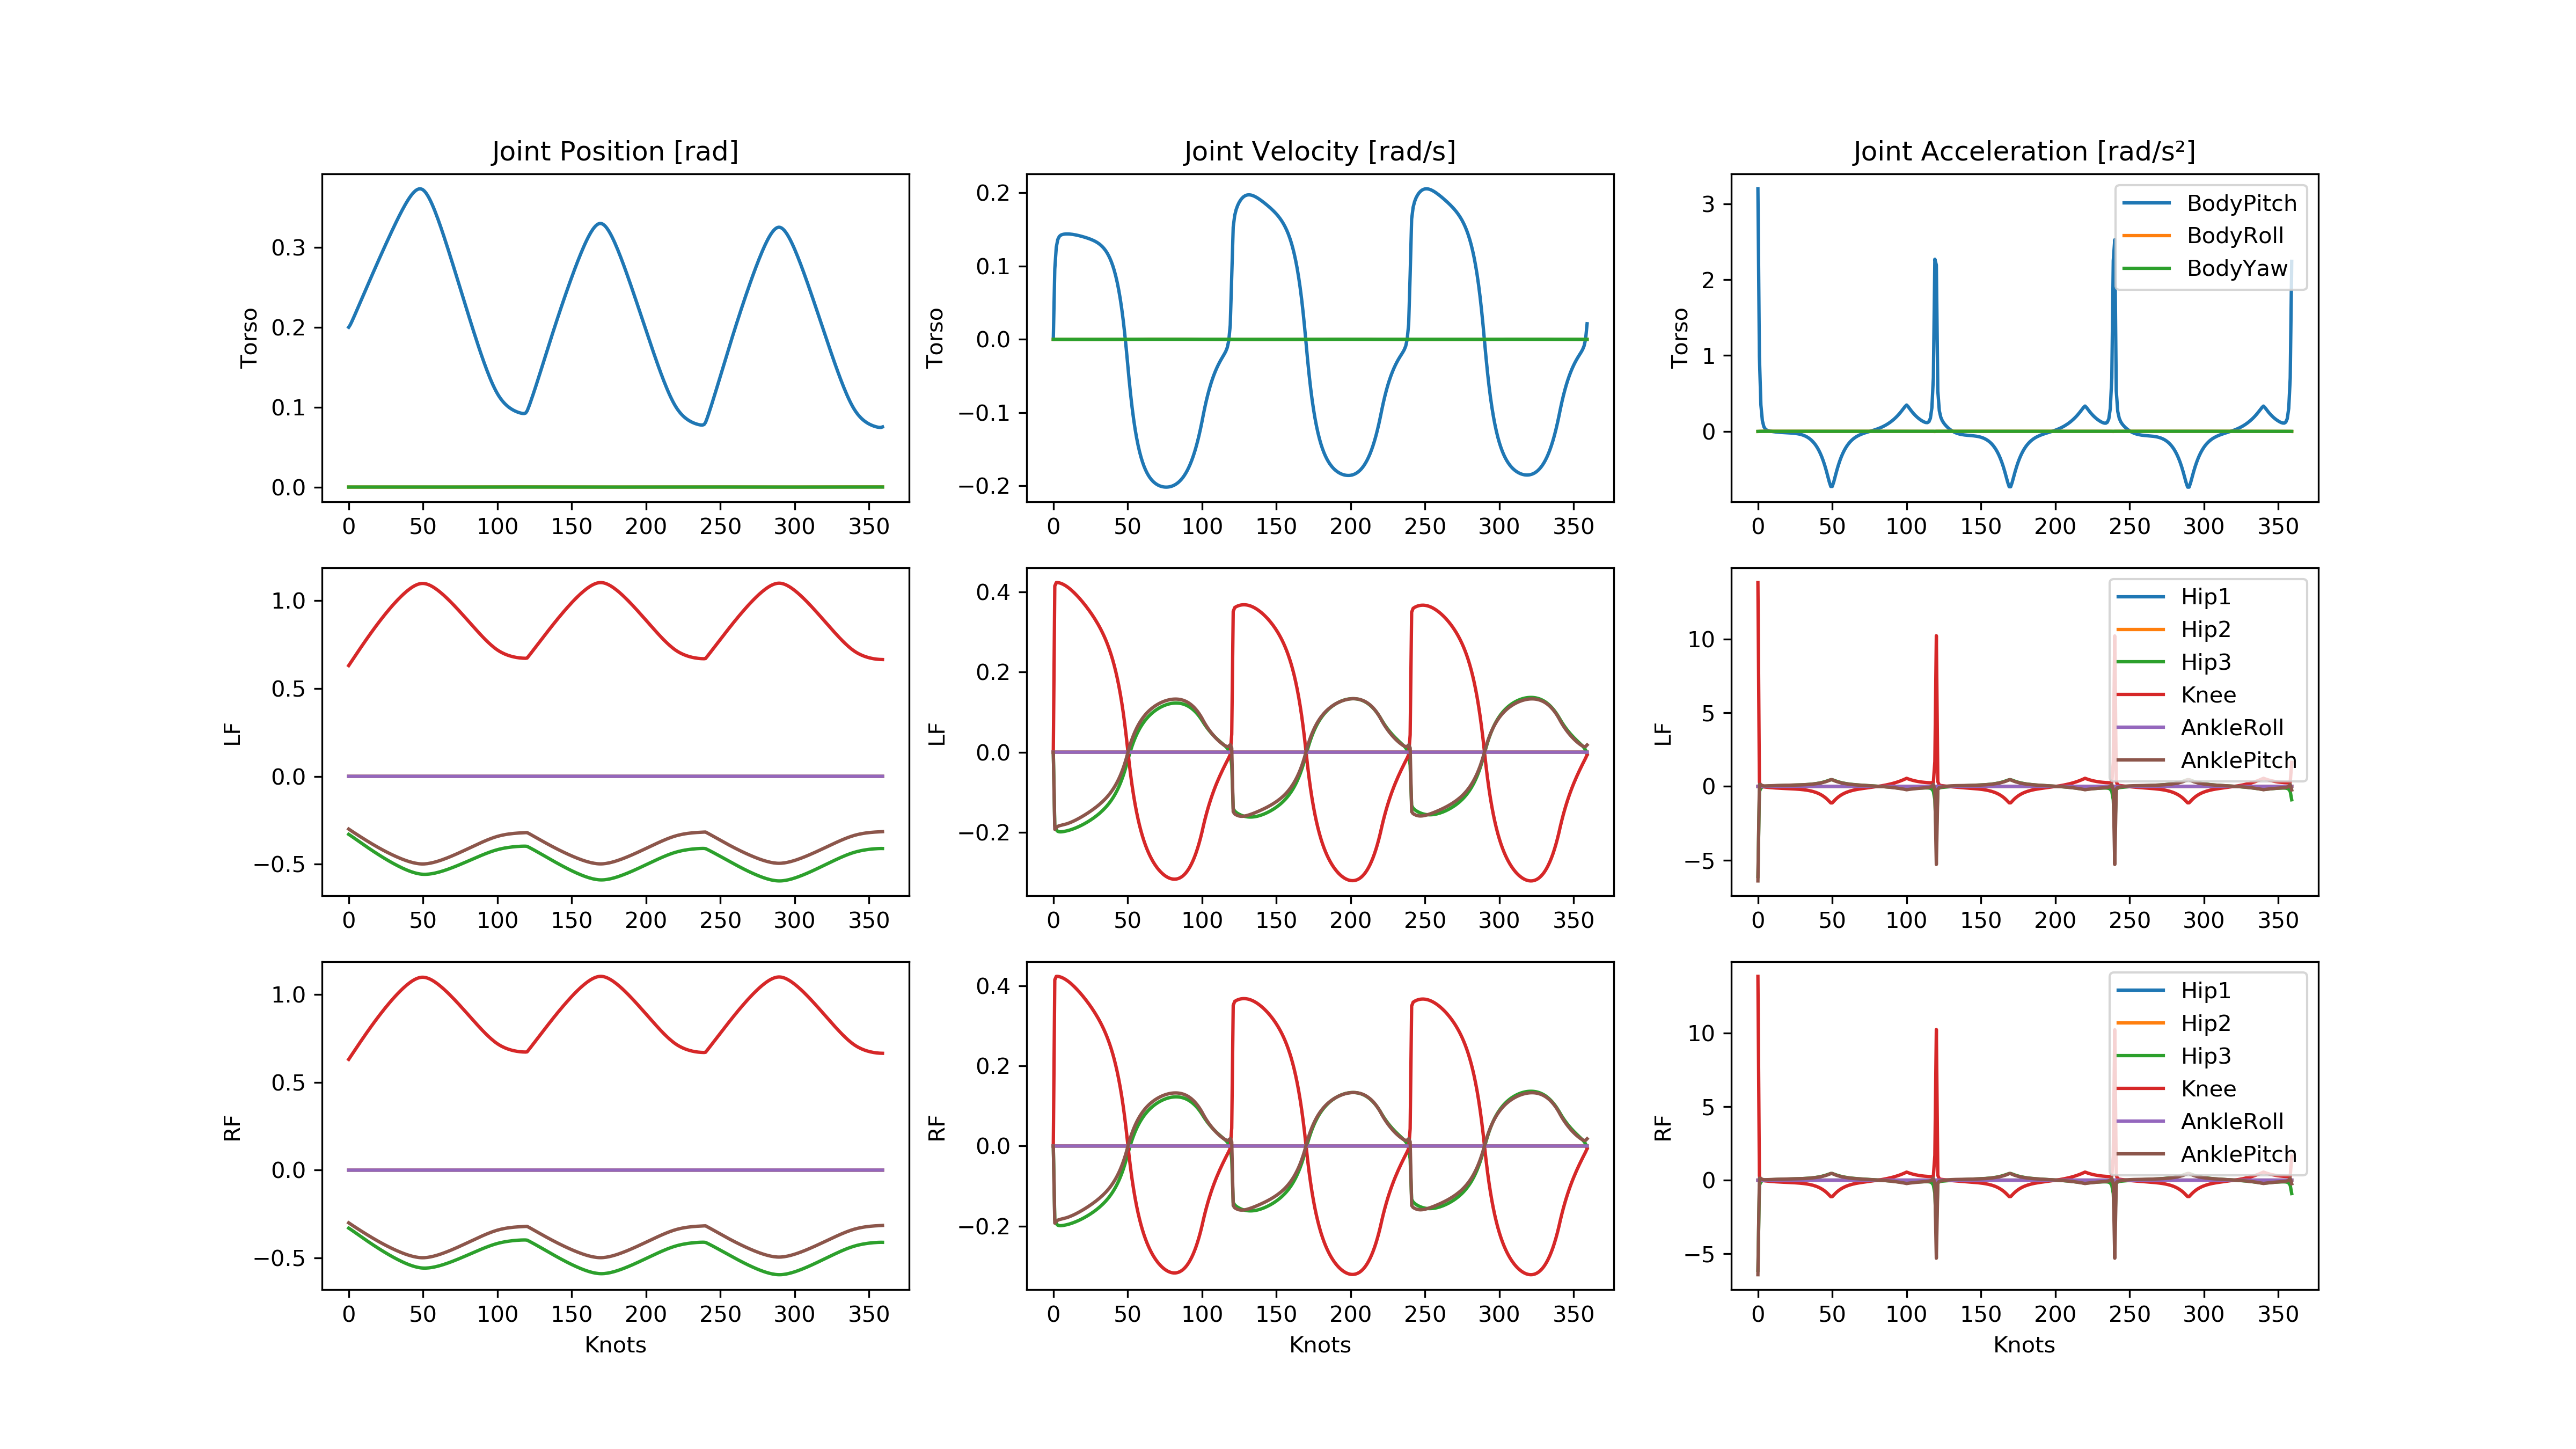 Joint Position [rad]
Joint Velocity [rad/s]
Joint Acceleration [rad/s²]
Torso
0.3
0.2
0.1
0.0
0 50 100 150 200 250 300 350
Torso
0.2
0.1
0.0
−0.1
−0.2
0 50 100 150 200 250 300 350
Torso
3
2
1
0
BodyPitch
BodyRoll
BodyYaw
0 50 100 150 200 250 300 350
LF
1.0
0.5
0.0
−0.5
0 50 100 150 200 250 300 350
LF
0.4
0.2
0.0
−0.2
0 50 100 150 200 250 300 350
LF
10
5
0
−5
Hip1
Hip2
Hip3
Knee
AnkleRoll
AnklePitch
0 50 100 150 200 250 300 350
RF
1.0
0.5
0.0
−0.5
0 50 100 150 200 250 300 350
Knots
RF
0.4
0.2
0.0
−0.2
0 50 100 150 200 250 300 350
Knots
RF
10
5
0
−5
Hip1
Hip2
Hip3
Knee
AnkleRoll
AnklePitch
0 50 100 150 200 250 300 350
Knots